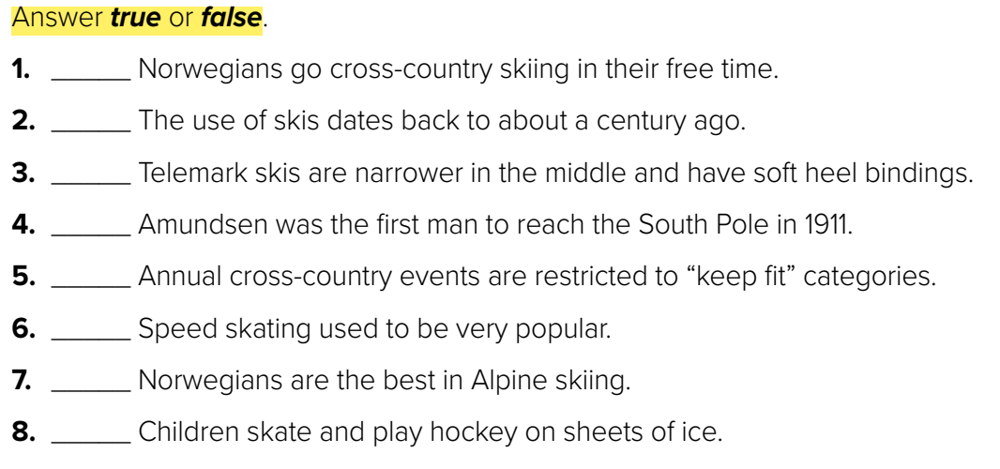 Answer true or false.
1. ______ Norwegians go cross-country skiing in their free time.
2. ______ The use of skis dates back to about a century ago.
3. ______ Telemark skis are narrower in the middle and have soft heel bindings.
4. ______ Amundsen was the first man to reach the South Pole in 1911.
5. ______ Annual cross-country events are restricted to “keep fit” categories.
6. ______ Speed skating used to be very popular.
7. ______ Norwegians are the best in Alpine skiing.
8. ______ Children skate and play hockey on sheets of ice.